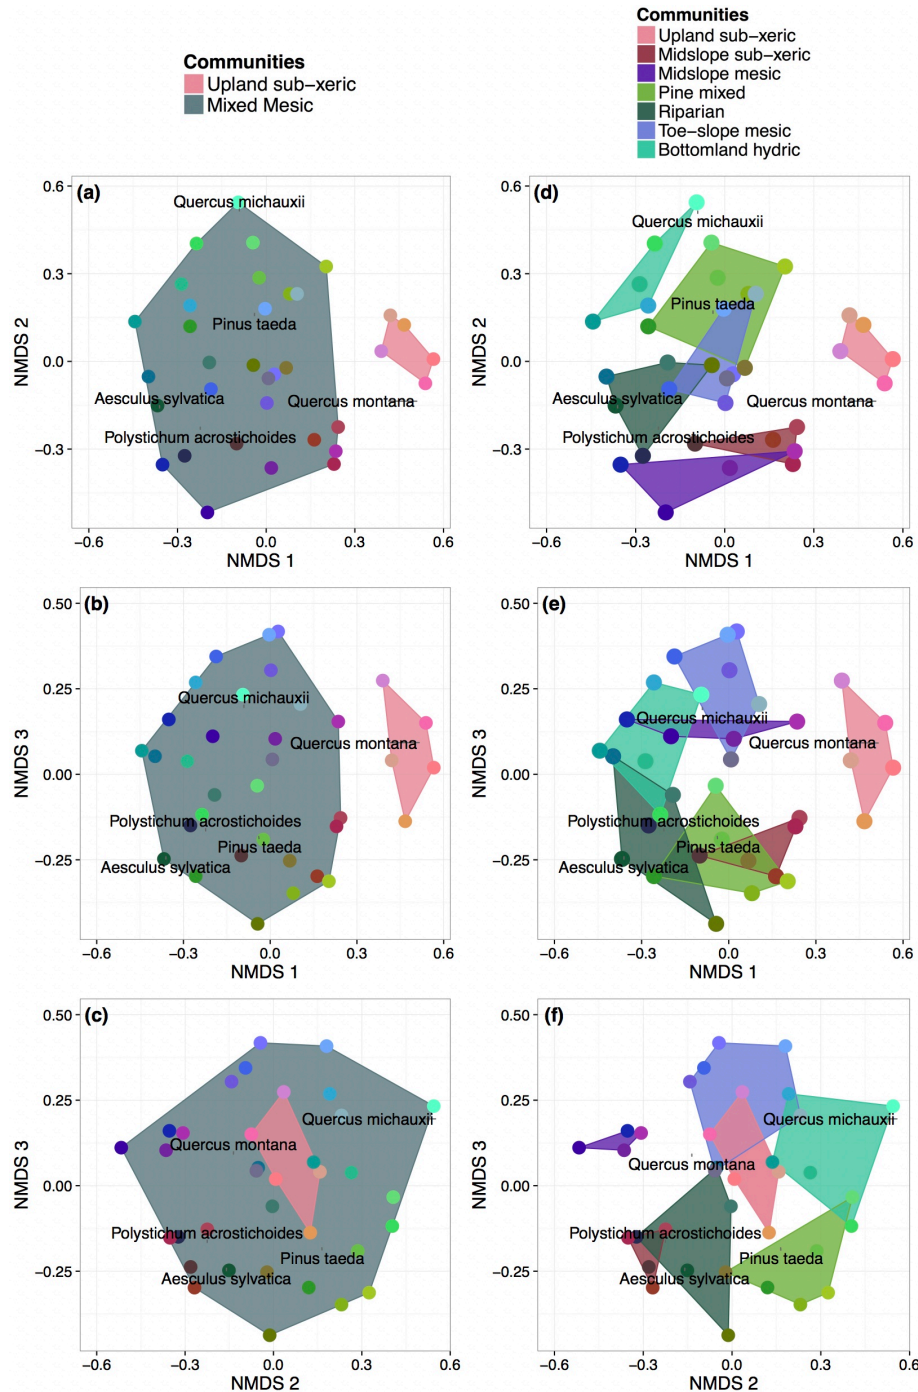 Communities
Upland sub-xeric
Mixed Mesic
Communities
Upland sub-xeric
Midslope sub-xeric
Midslope mesic
Pine mixed
Riparian
Toe-slope mesic
Bottomland hydric
(a)
0.6
0.3
0.0
-0.3
NMDS 2
Quercus michauxii
Pinus taeda
Aesculus sylvatica
Quercus montana
Polystichum acrostichoides
-0.6 -0.3 0.0 0.3 0.6
NMDS 1
(d)
0.6
0.3
0.0
-0.3
NMDS 2
Quercus michauxii
Pinus taeda
Aesculus sylvatica
Quercus montana
Polystichum acrostichoides
-0.6 -0.3 0.0 0.3 0.6
NMDS 1
(b)
0.50
0.25
0.00
-0.25
NMDS 3
Quercus michauxii
Quercus montana
Polystichum acrostichoides
Pinus taeda
Aesculus sylvatica
-0.6 -0.3 0.0 0.3 0.6
NMDS 1
(e)
0.50
0.25
0.00
-0.25
NMDS 3
Quercus michauxii
Quercus montana
Polystichum acrostichoides
Pinus taeda
Aesculus sylvatica
-0.6 -0.3 0.0 0.3 0.6
NMDS 1
(c)
0.50
0.25
0.00
-0.25
NMDS 3
Quercus michauxii
Quercus montana
Polystichum acrostichoides
Pinus taeda
Aesculus sylvatica
-0.6 -0.3 0.0 0.3 0.6
NMDS 2
(f)
0.50
0.25
0.00
-0.25
NMDS 3
Quercus michauxii
Quercus montana
Polystichum acrostichoides
Pinus taeda
Aesculus sylvatica
-0.6 -0.3 0.0 0.3 0.6
NMDS 2